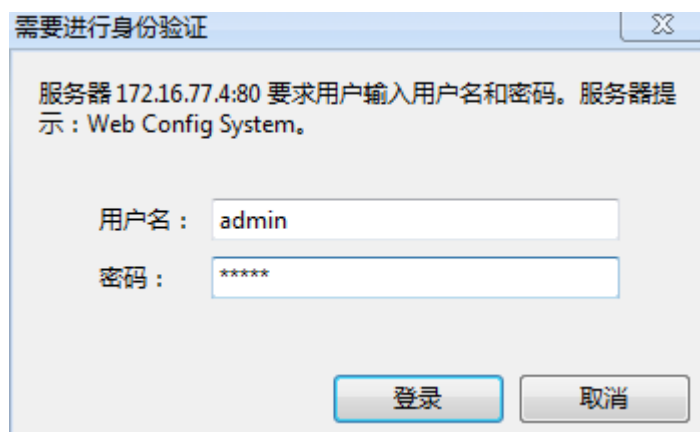 需要进行身份验证
服务器 172.16.77.4:80 要求用户输入用户名和密码。服务器提
示：Web Config System。
用户名： admin
密码： *****
登录 取消